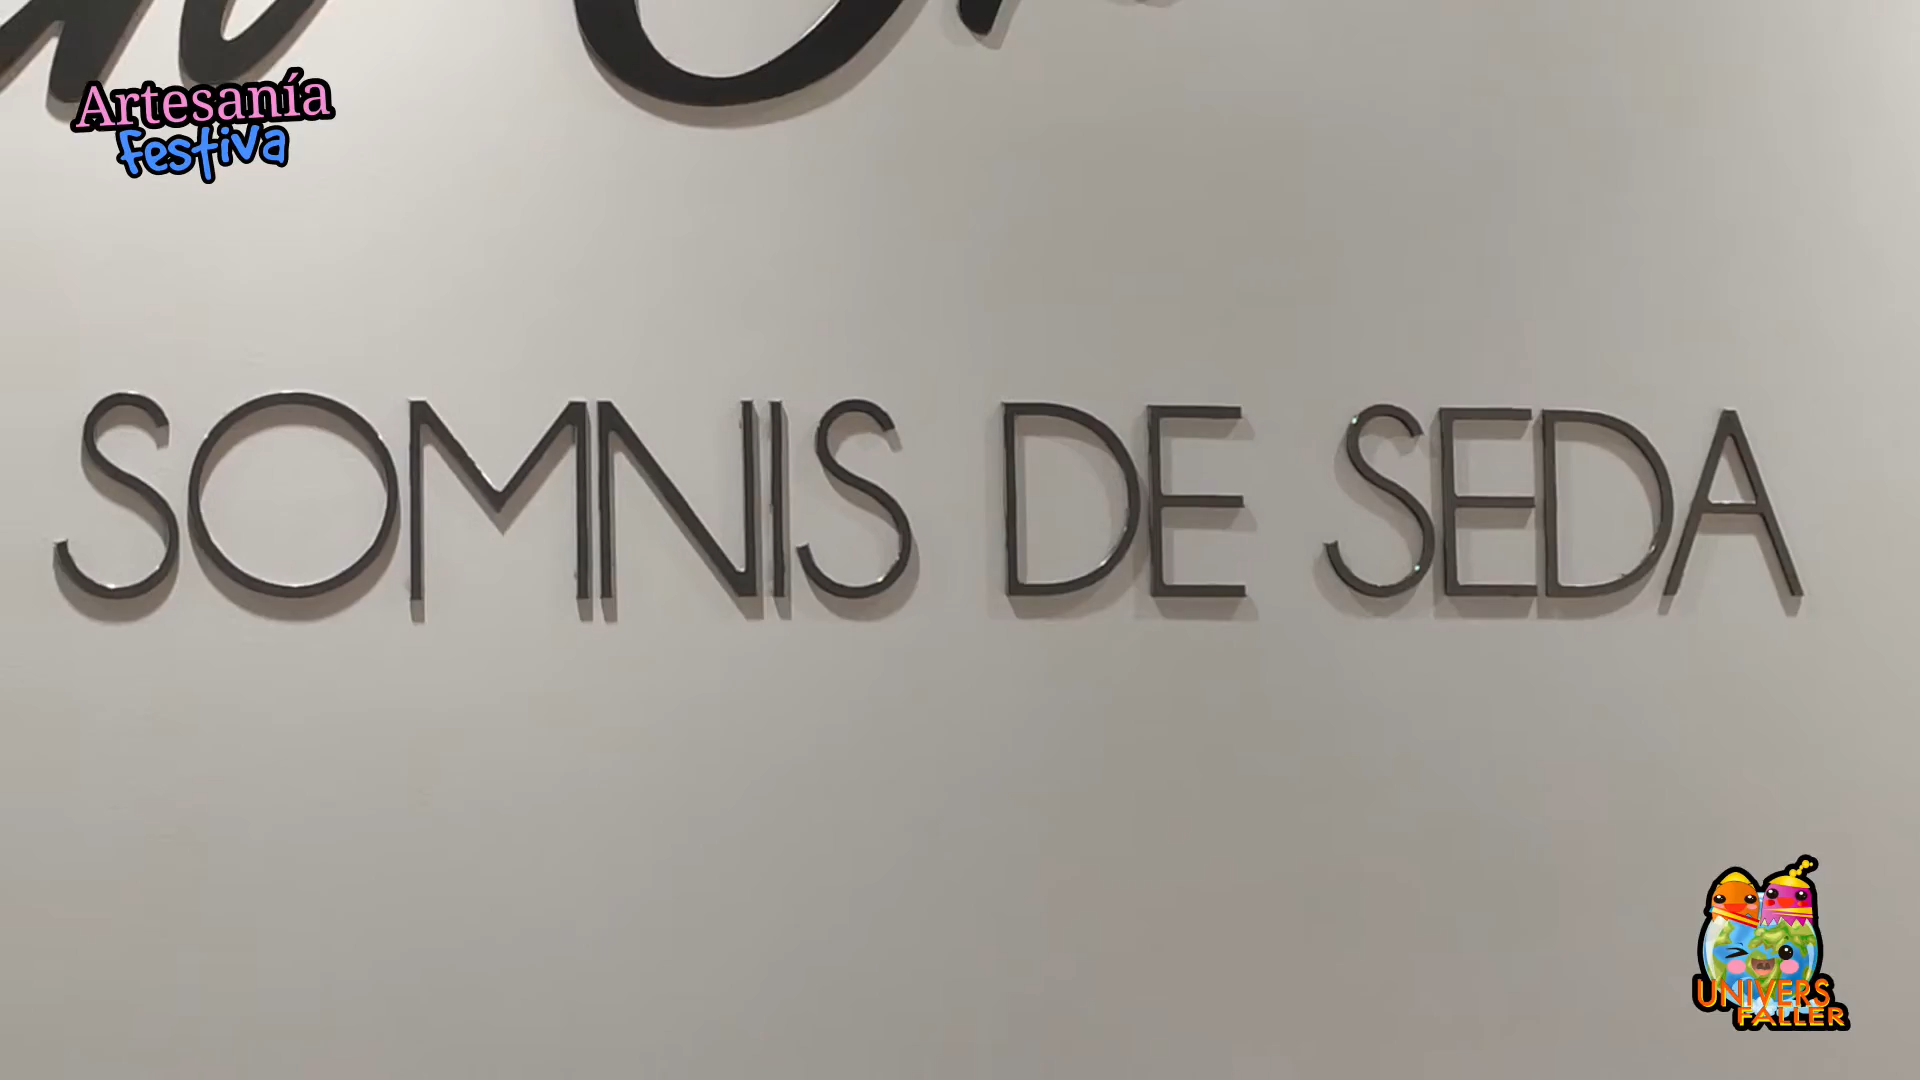 Artesanía
festiva
SOMNIS DE SEDA
UNIVERS
FALLER